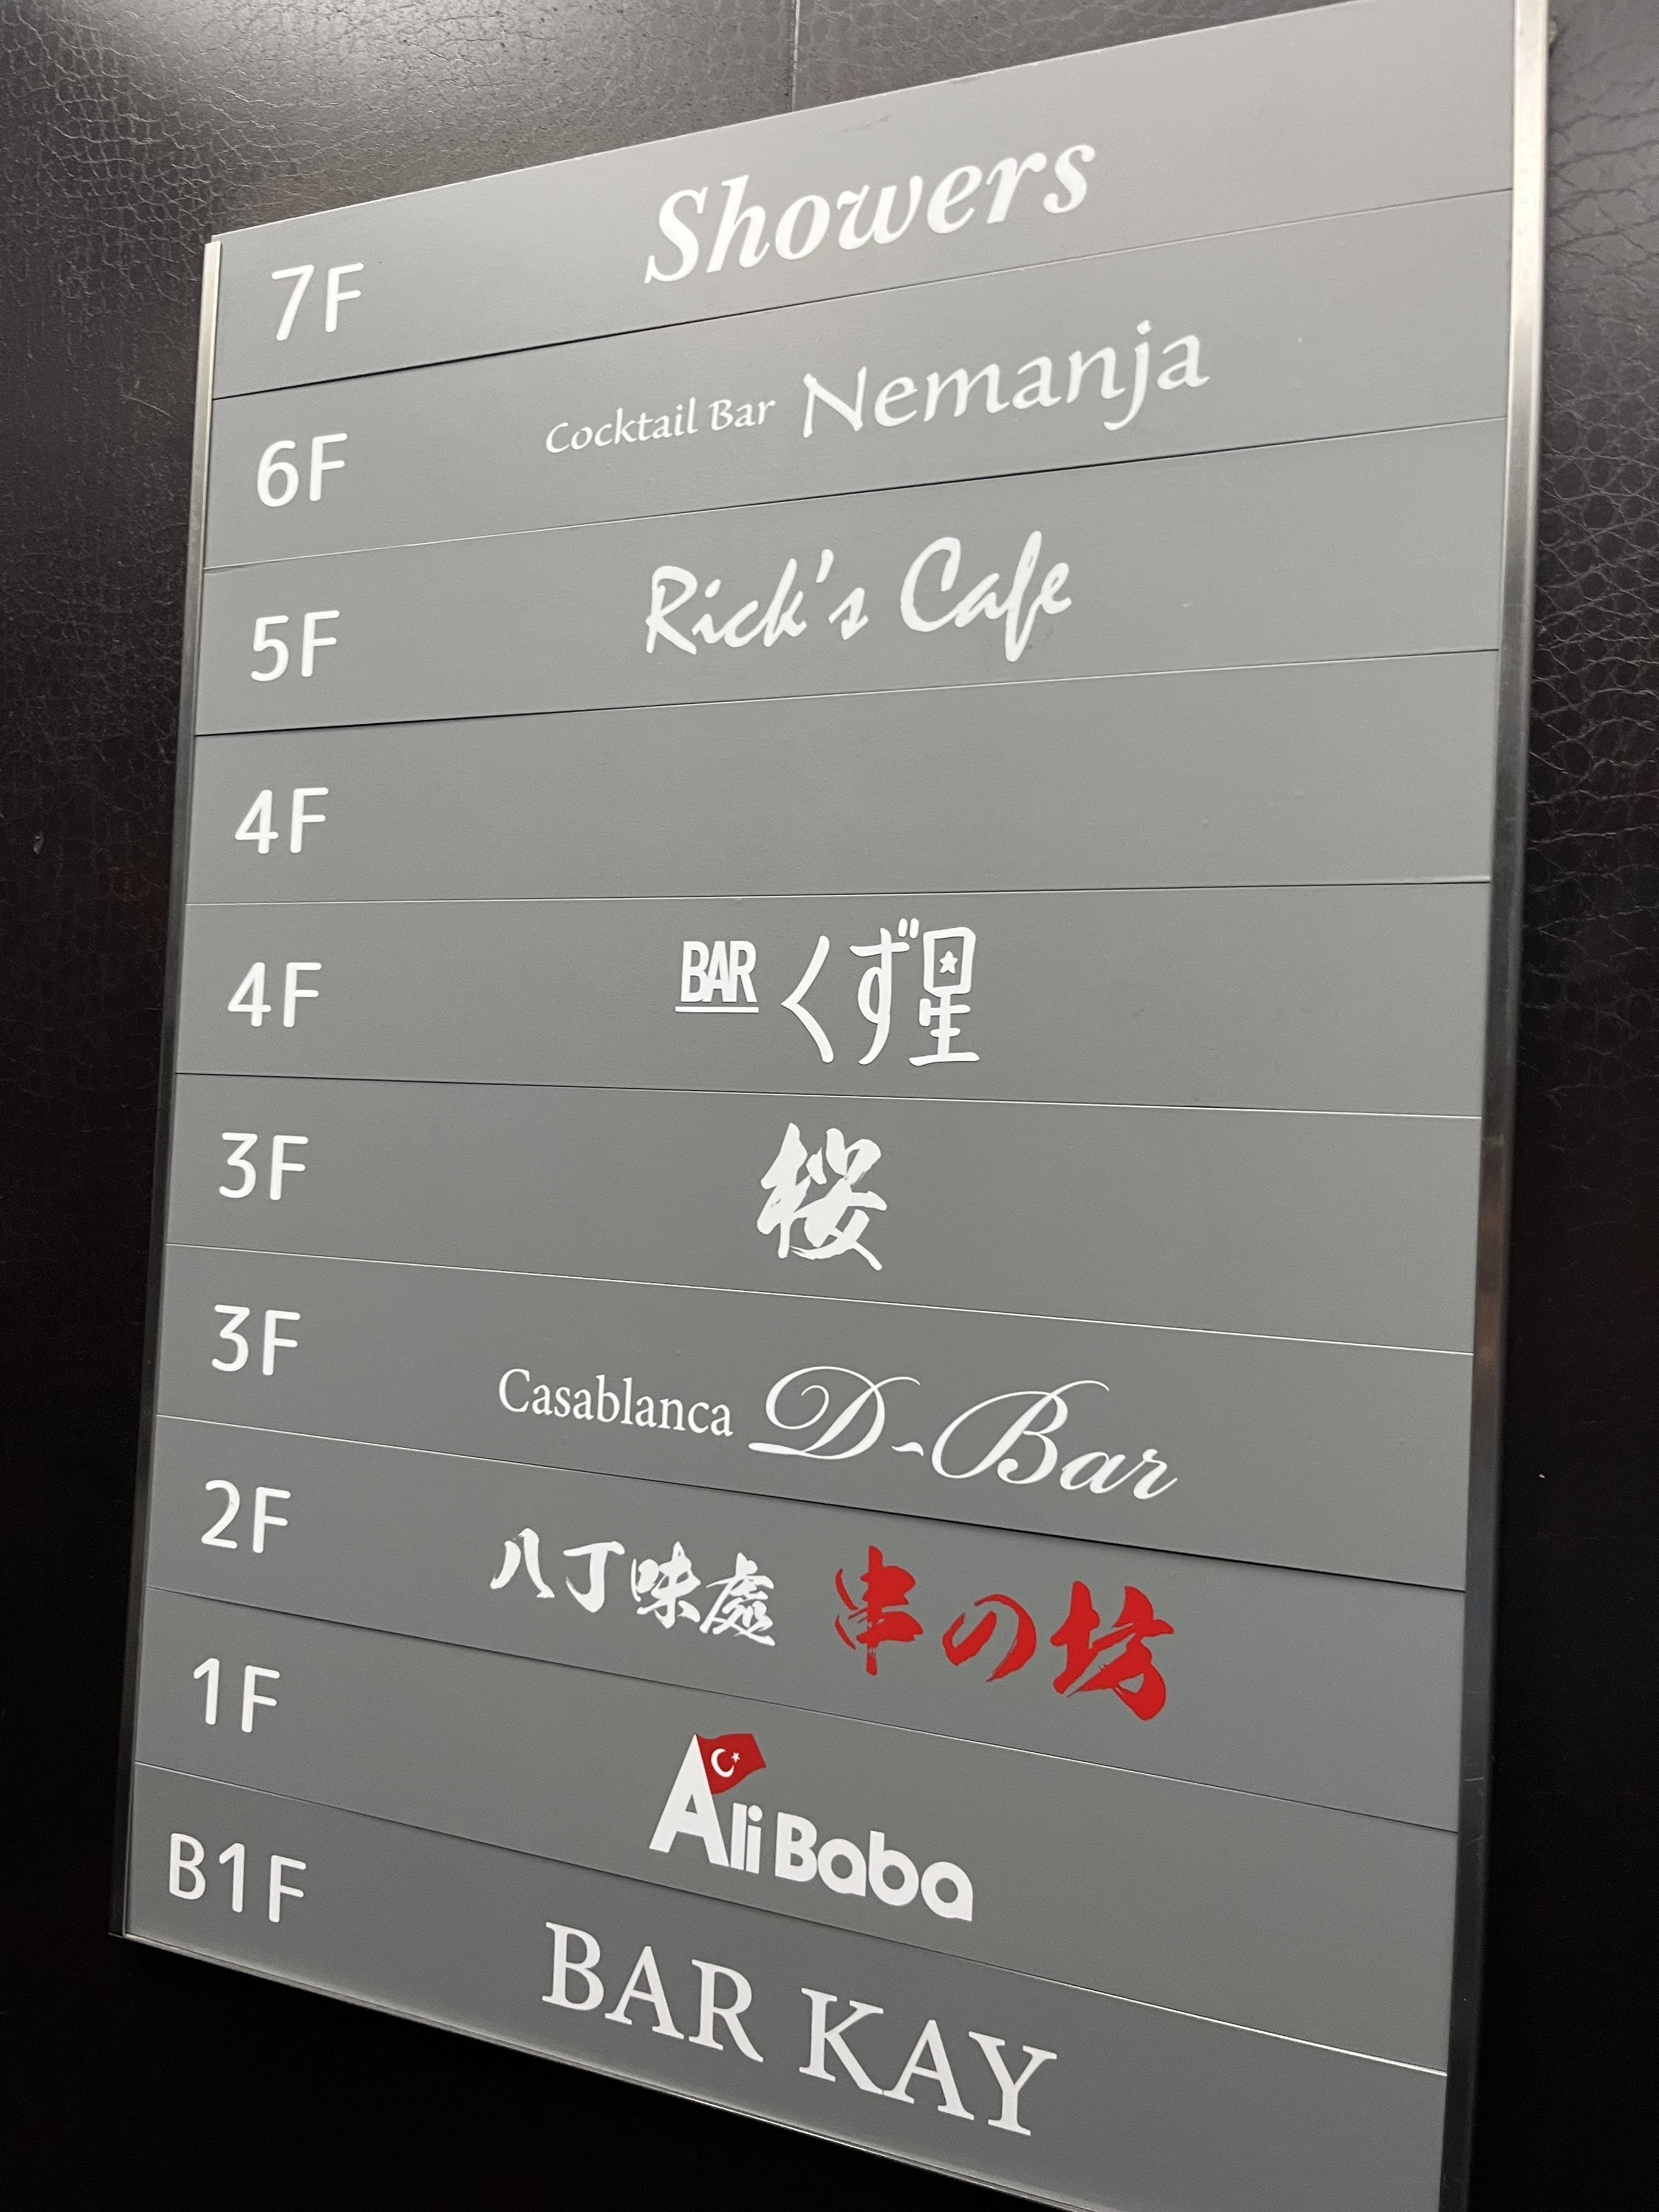 7F Showers
6F Cocktail Bar Nemanja
5F Rick's Cafe
4F
4F BAR くず星
3F 桜
3F Casablanca D-Bar
2F 八丁味處 串の坊
1F Ali Baba
B1F BAR KAY